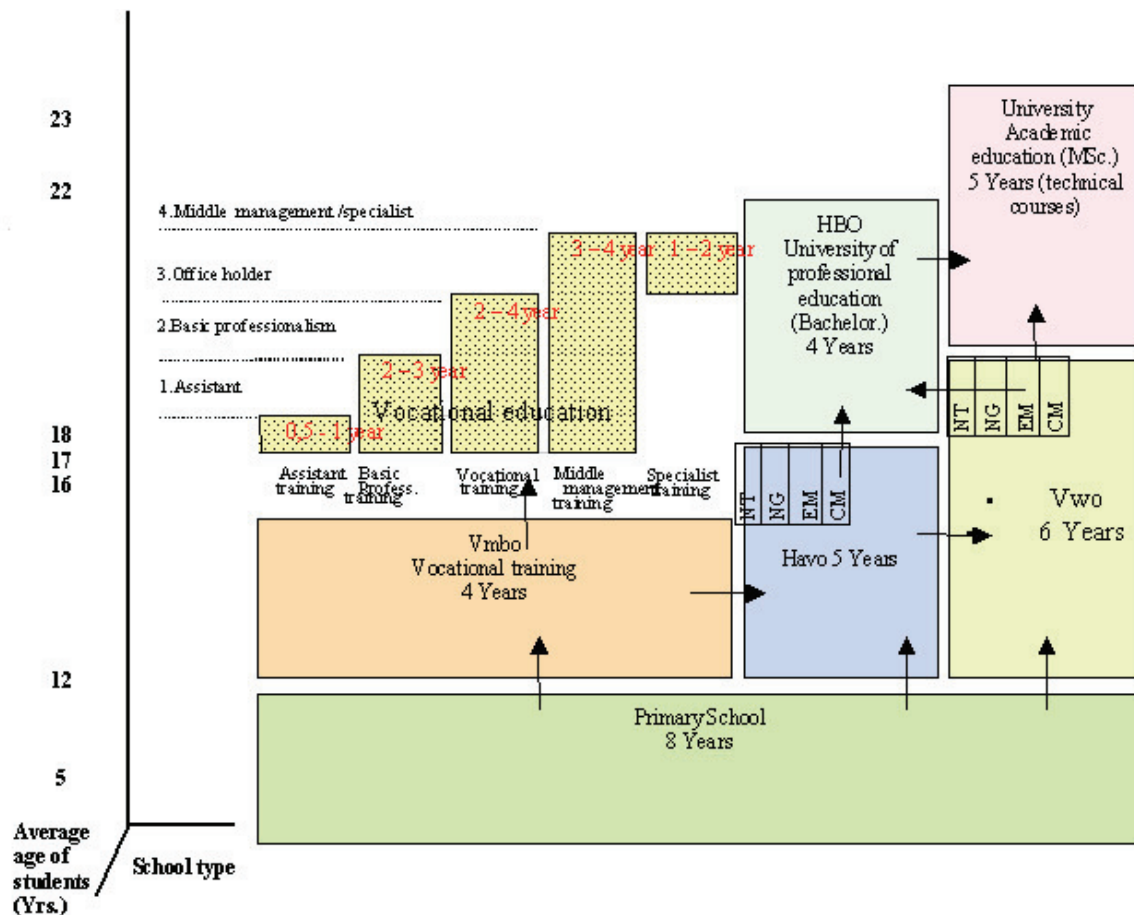 23
22
18
17
16
12
5
Average
age of
students
(Yrs.)
School type
4.Middle management/specialist
3.Office holder
2.Basic professionalism
1.Assistant
0,5 - 1 year
2 – 3 year
2 – 4 year
3 – 4 year
1 – 2 year
Vocational education
Assistant
training
Basic
Profess.
training
Vocational
training
Middle
management
training
Specialist
training
Vmbo
Vocational training
4 Years
HBO
University of
professional
education
(Bachelor.)
4 Years
University
Academic
education (MSc.)
5 Years (technical
courses)
NT
NG
EM
CM
NT
NG
EM
CM
Havo 5 Years
Vwo
6 Years
Primary School
8 Years